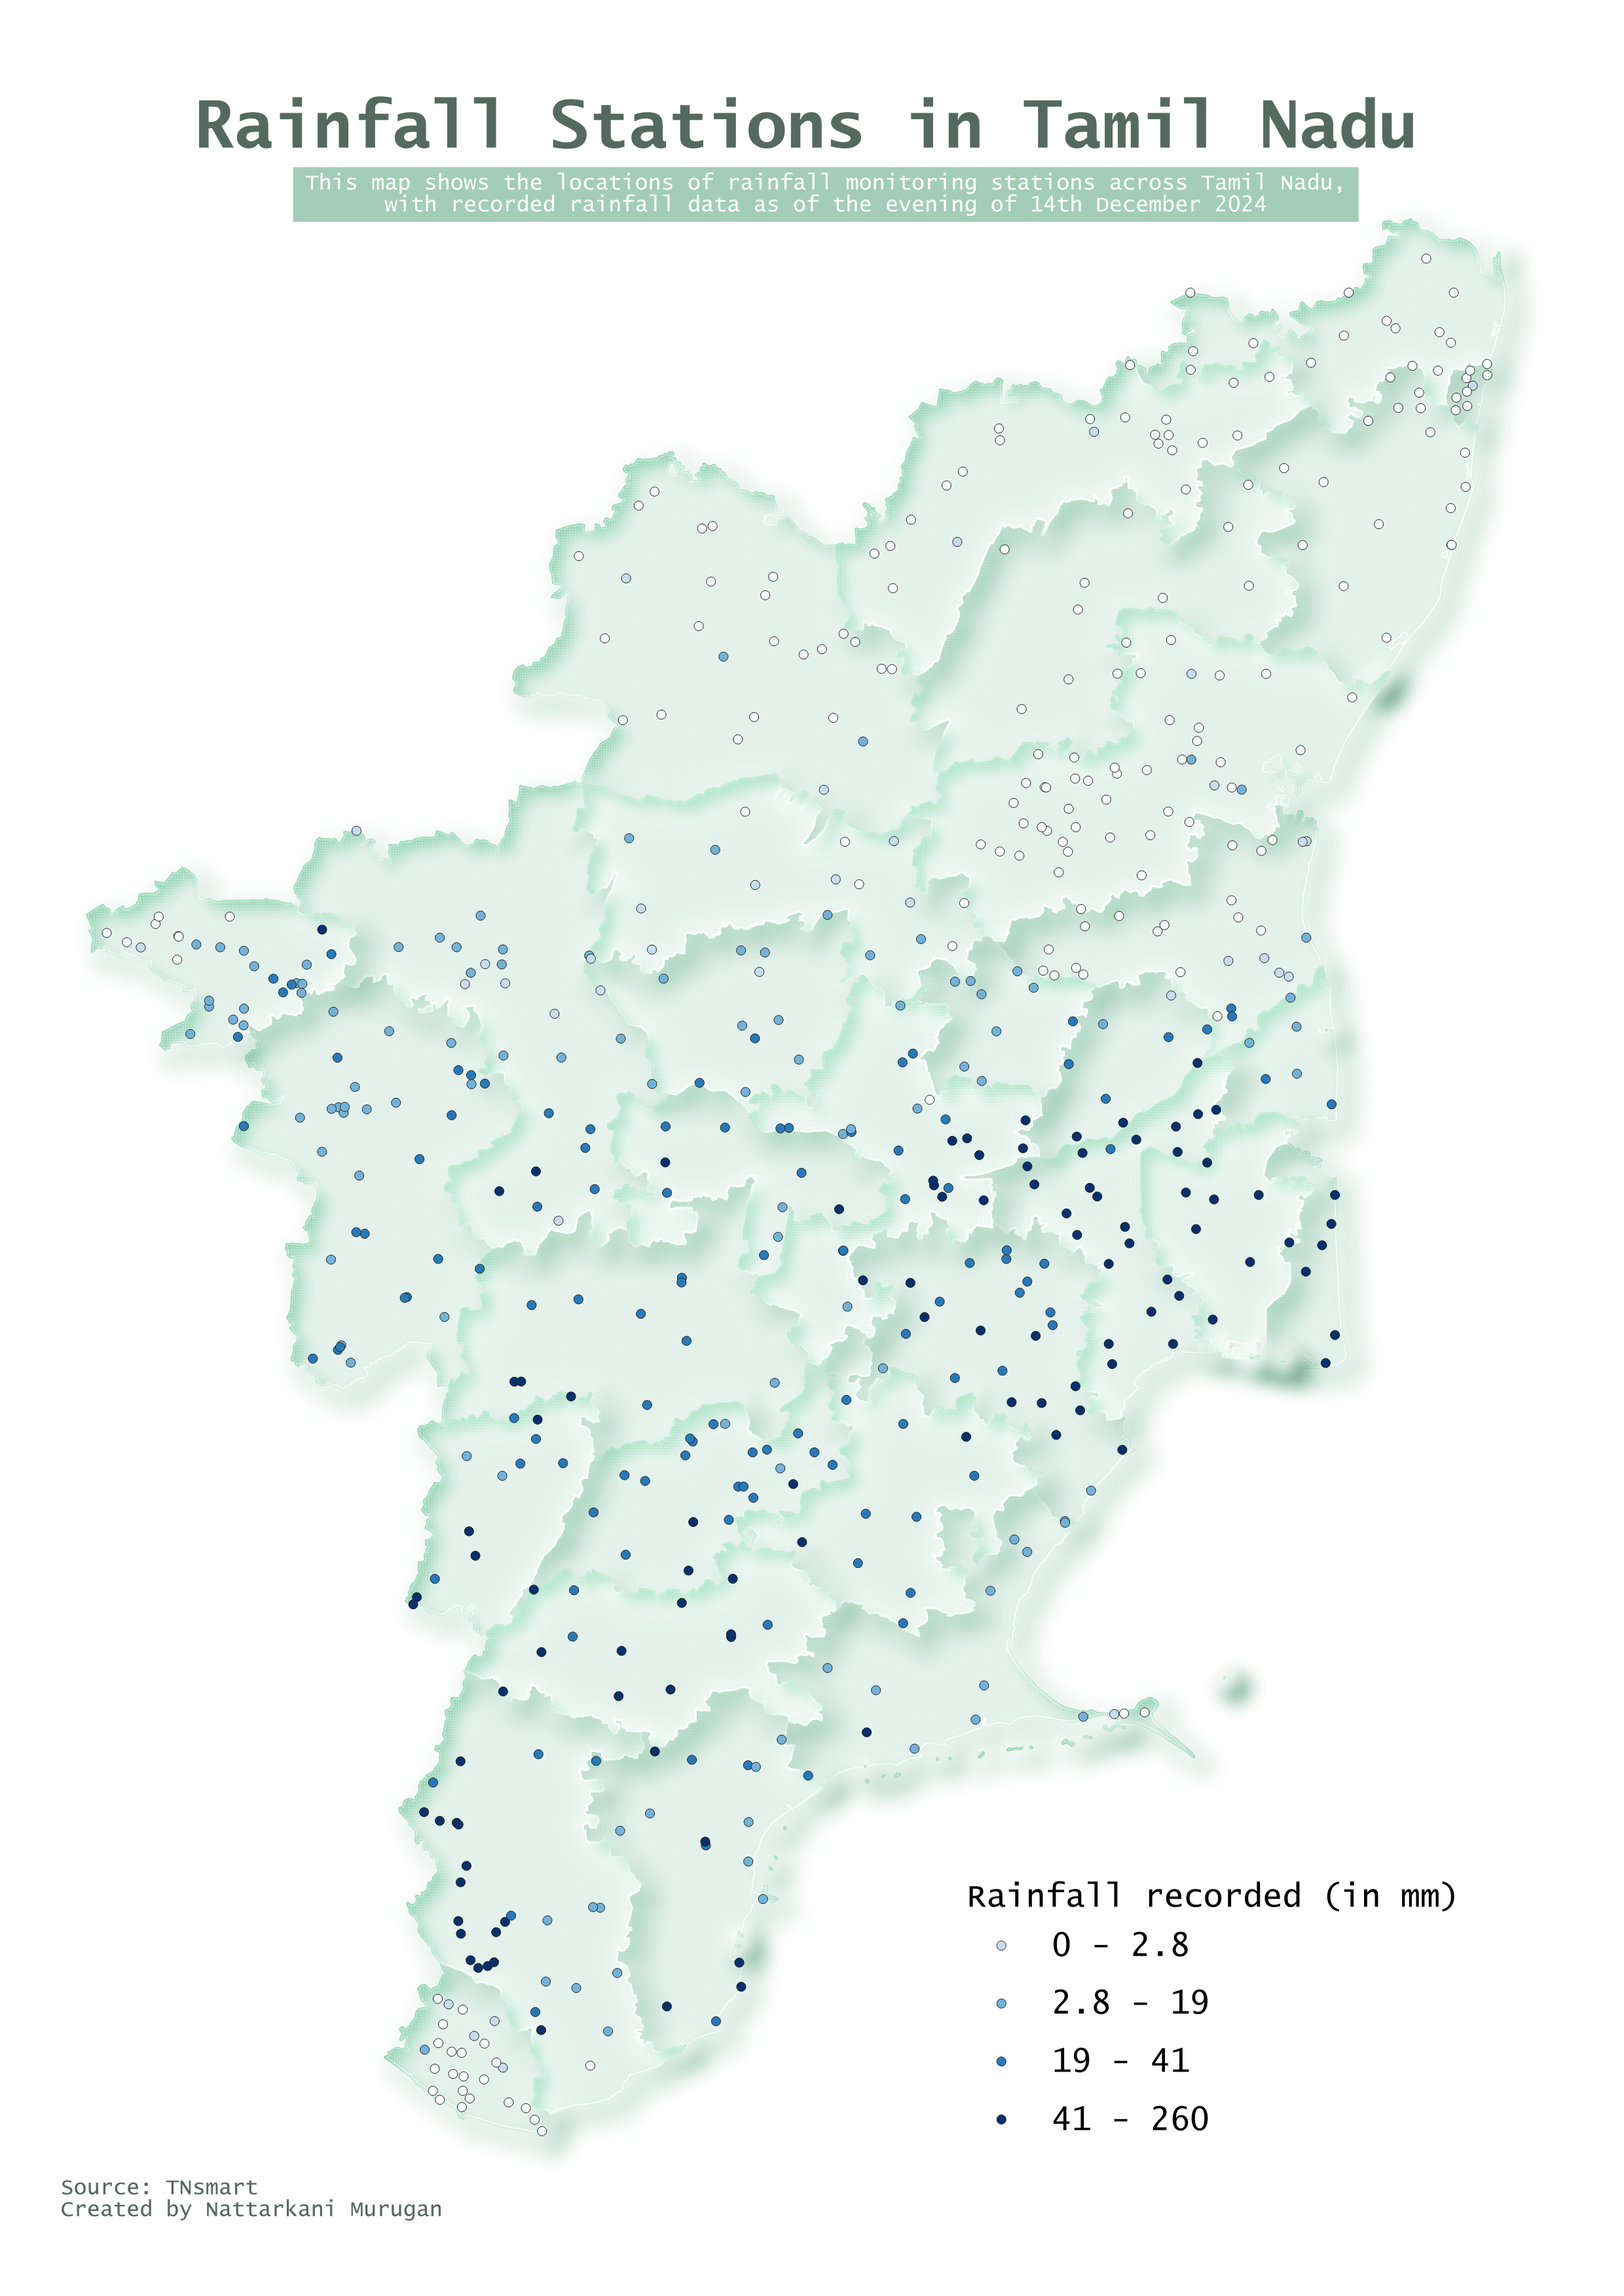 Rainfall Stations in Tamil Nadu
This map shows the locations of rainfall monitoring stations across Tamil Nadu,
with recorded rainfall data as of the evening of 14th December 2024
Rainfall recorded (in mm)
0 – 2.8
2.8 – 19
19 – 41
41 – 260
Source: TNsmart
Created by Nattarkani Murugan